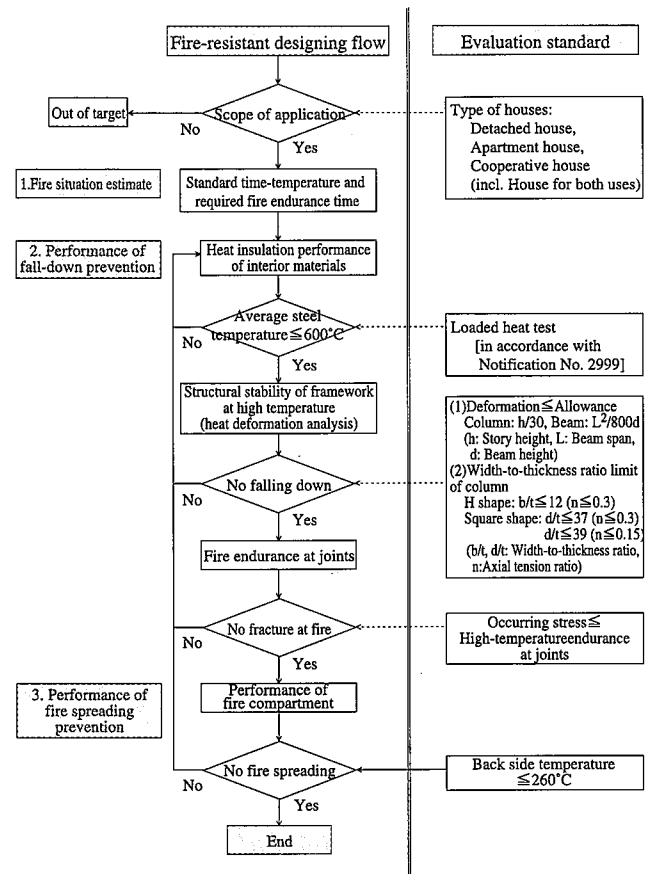 Fire-resistant designing flow
Evaluation standard
Scope of application
Out of target
No
Yes
Type of houses:
Detached house,
Apartment house,
Cooperative house
(incl. House for both uses)
1.Fire situation estimate
Standard time-temperature and
required fire endurance time
2. Performance of
fall-down prevention
Heat insulation performance
of interior materials
Average steel
temperature≦600°C
No
Yes
Loaded heat test
[in accordance with
Notification No. 2999]
Structural stability of framework
at high temperature
(heat deformation analysis)
(1)Deformation≦Allowance
Column: h/30, Beam: L²/800d
(h: Story height, L: Beam span,
d: Beam height)
(2)Width-to-thickness ratio limit
of column
H shape: b/t≦12 (n≦0.3)
Square shape: d/t≦37 (n≦0.3)
d/t≦39 (n≦0.15)
(b/t, d/t: Width-to-thickness ratio,
n:Axial tension ratio)
No falling down
No
Yes
Fire endurance at joints
No fracture at fire
No
Yes
Occurring stress≦
High-temperatureendurance
at joints
3. Performance of
fire spreading
prevention
Performance of
fire compartment
No fire spreading
No
Yes
Back side temperature
≦260°C
End